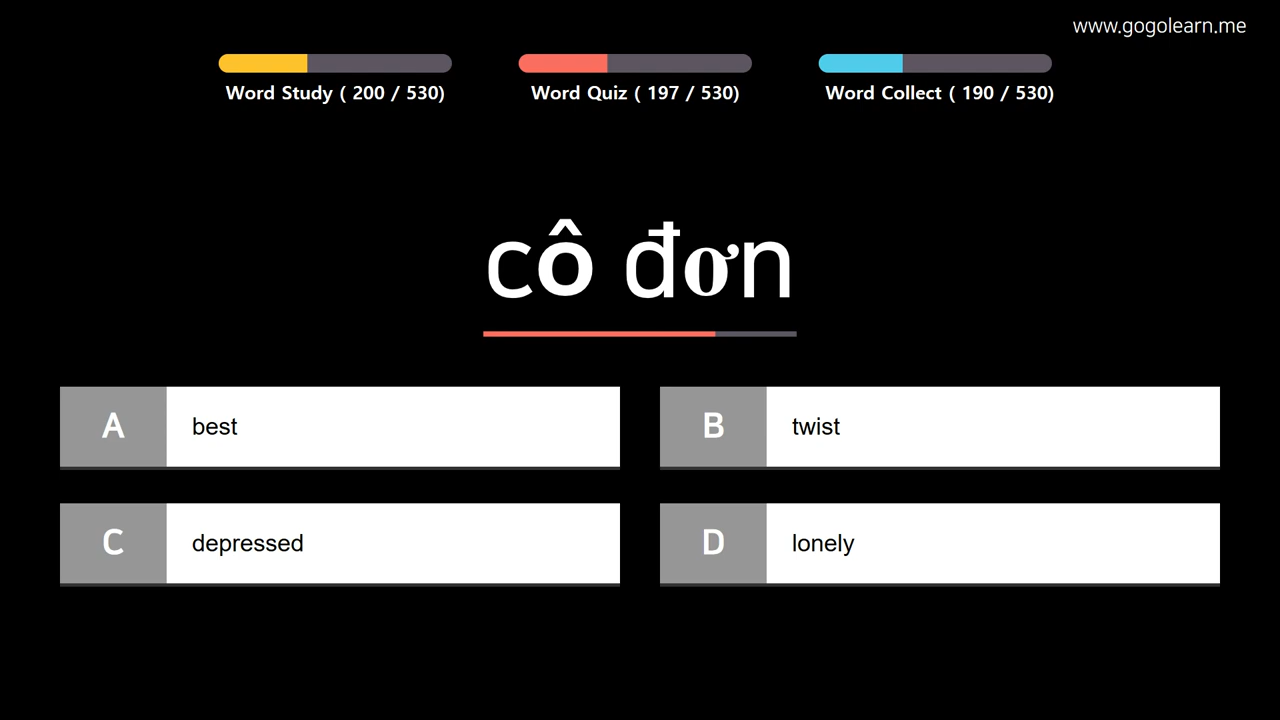 www.gogolearn.me
Word Study ( 200 / 530)
Word Quiz ( 197 / 530)
Word Collect ( 190 / 530)
cô đơn
A best
B twist
C depressed
D lonely